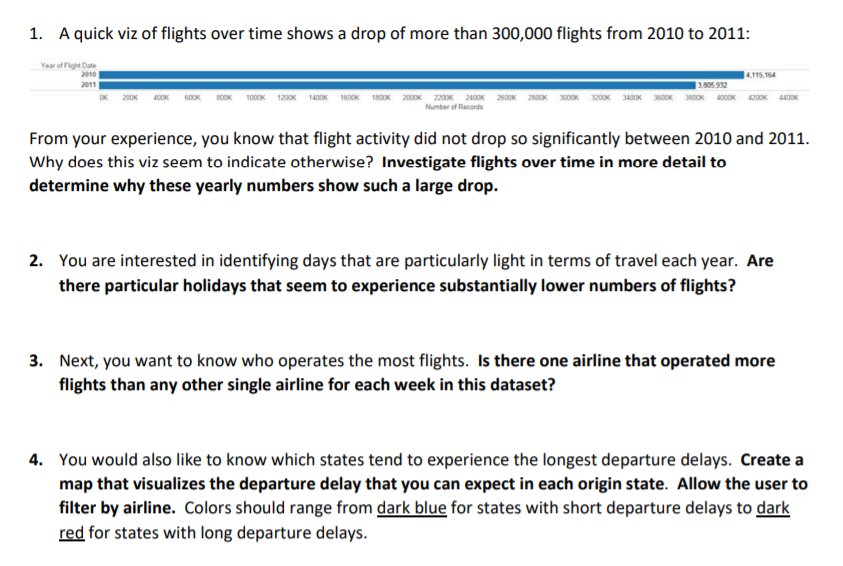 1. A quick viz of flights over time shows a drop of more than 300,000 flights from 2010 to 2011:
Year of Flight Date
2010 4,115,164
2011 3,805,932
0K 200K 400K 600K 800K 1000K 1200K 1400K 1600K 1800K 2000K 2200K 2400K 2600K 2800K 3000K 3200K 3400K 3600K 3800K 4000K 4200K 4400K
Number of Records
From your experience, you know that flight activity did not drop so significantly between 2010 and 2011.
Why does this viz seem to indicate otherwise? Investigate flights over time in more detail to
determine why these yearly numbers show such a large drop.
2. You are interested in identifying days that are particularly light in terms of travel each year. Are
there particular holidays that seem to experience substantially lower numbers of flights?
3. Next, you want to know who operates the most flights. Is there one airline that operated more
flights than any other single airline for each week in this dataset?
4. You would also like to know which states tend to experience the longest departure delays. Create a
map that visualizes the departure delay that you can expect in each origin state. Allow the user to
filter by airline. Colors should range from dark blue for states with short departure delays to dark
red for states with long departure delays.